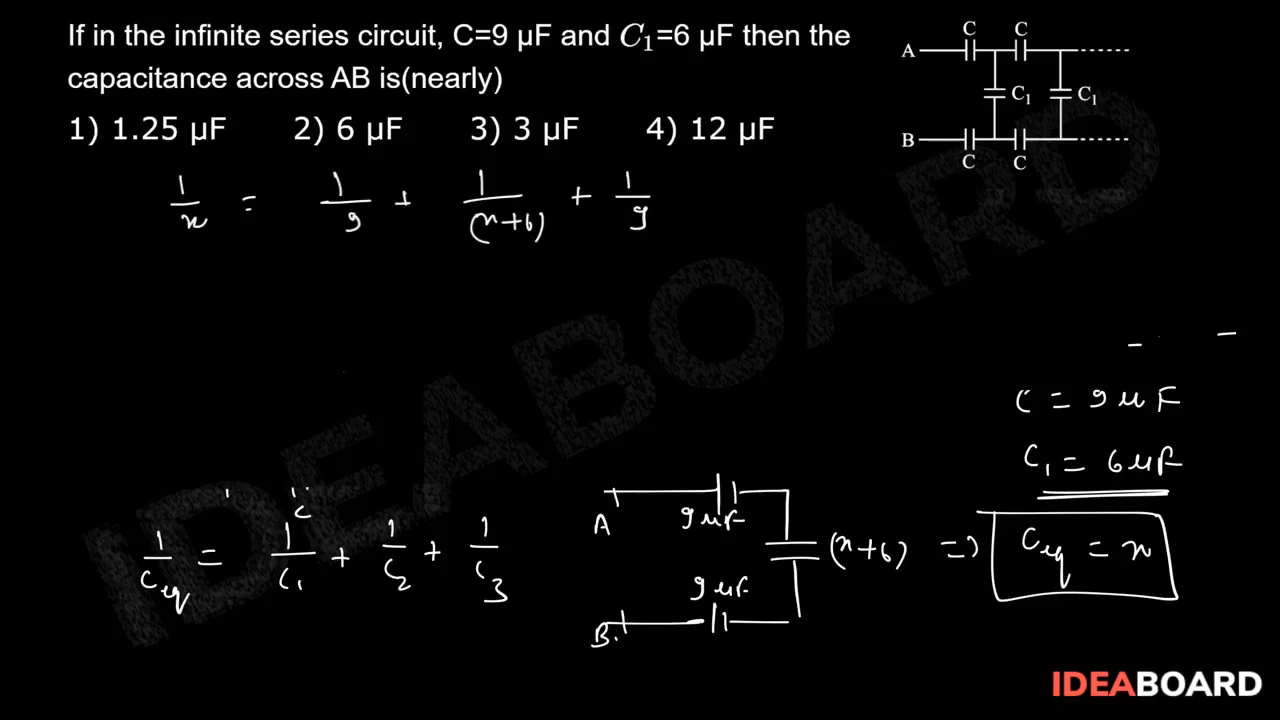 If in the infinite series circuit, C=9 µF and C₁=6 µF then the
capacitance across AB is(nearly)
1) 1.25 µF 2) 6 µF 3) 3 µF 4) 12 µF
A C C
C₁ C₁
B C C
1/x = 1/9 + 1/(x+6) + 1/9
C = 9 µF
C₁ = 6 µF
1/Ceq = 1/C₁ + 1/C₂ + 1/C₃
A 9 µF
(x+6) => Ceq = x
B 9 µF
IDEABOARD
IDEABOARD